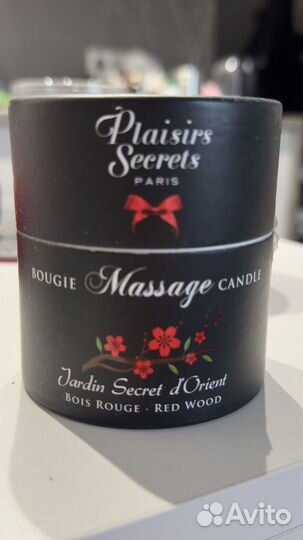 Plaisirs
Secrets
PARIS
BOUGIE Massage CANDLE
Jardin Secret d'Orient
BOIS ROUGE · RED WOOD
Avito